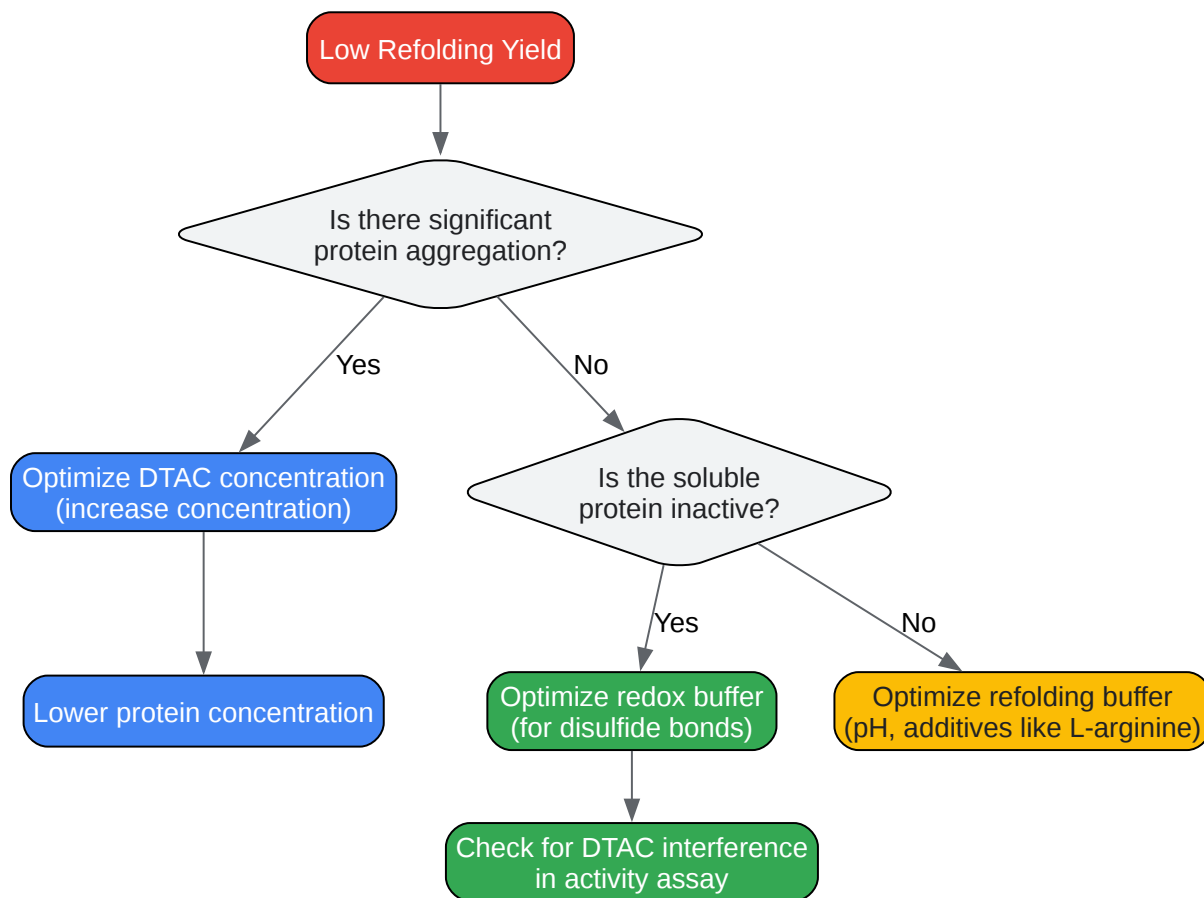 Low Refolding Yield
Is there significant
protein aggregation?
Yes
No
Optimize DTAC concentration
(increase concentration)
Is the soluble
protein inactive?
Yes
No
Lower protein concentration
Optimize redox buffer
(for disulfide bonds)
Optimize refolding buffer
(pH, additives like L-arginine)
Check for DTAC interference
in activity assay